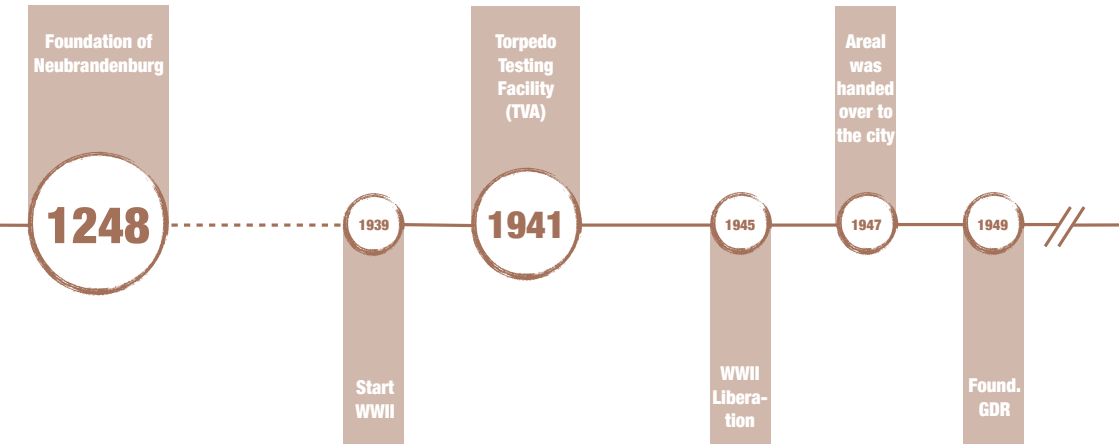 Foundation of
Neubrandenburg
1248
1939
Start
WWII
Torpedo
Testing
Facility
(TVA)
1941
1945
WWII
Libera-
tion
Areal
was
handed
over to
the city
1947
1949
Found.
GDR